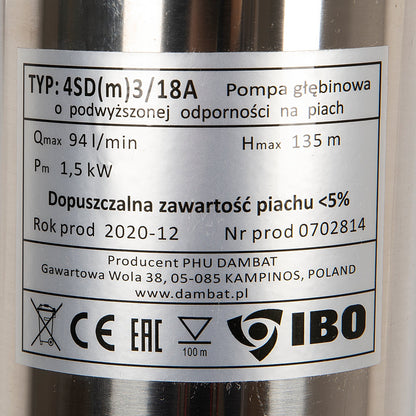 TYP: 4SD(m)3/18A Pompa głębinowa
o podwyższonej odporności na piach
Qmax 94 l/min Hmax 135 m
Pm 1,5 kW
Dopuszczalna zawartość piachu <5%
Rok prod 2020-12 Nr prod 0702814
Producent PHU DAMBAT
Gawartowa Wola 38, 05-085 KAMPINOS, POLAND
www.dambat.pl
CE EAC 100 m IBO